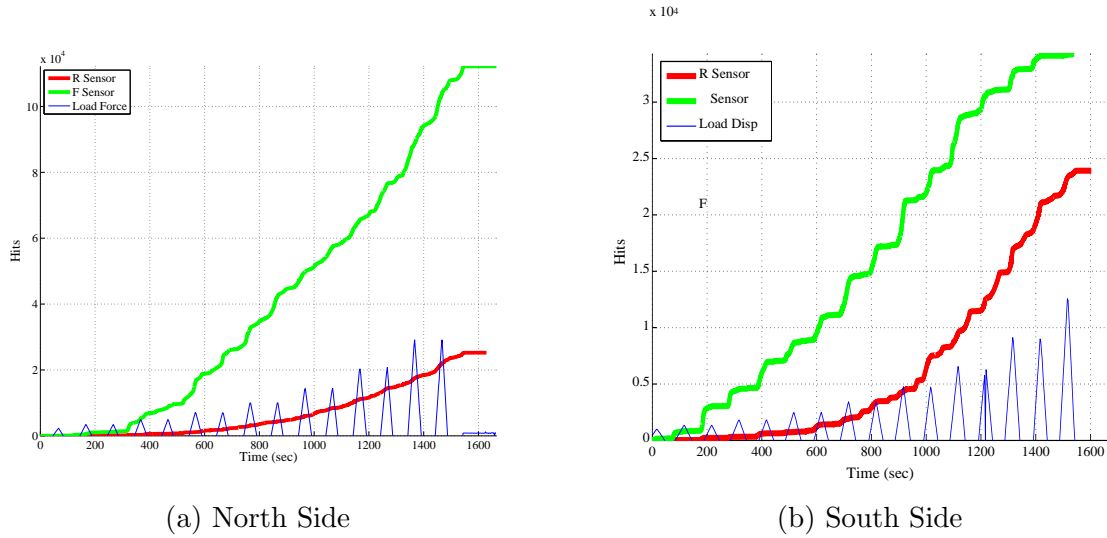 x 10^4
R Sensor
F Sensor
Load Force
10
8
6
4
2
0
Hits
0 200 400 600 800 1000 1200 1400 1600
Time (sec)
(a) North Side
x 10^4
R Sensor
Sensor
Load Disp
F
3
2.5
2
1.5
1
0.5
0
Hits
0 200 400 600 800 1000 1200 1400 1600
Time (sec)
(b) South Side